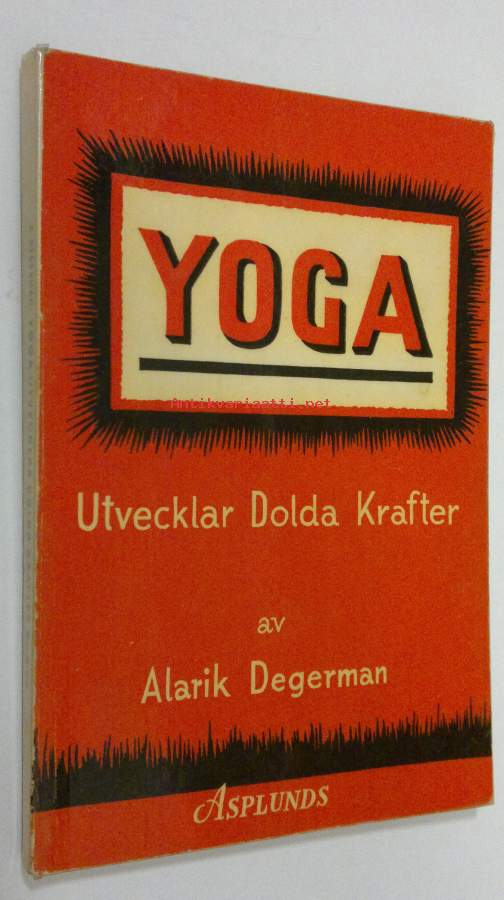 YOGA
Antikvariaatti.net
Utvecklar Dolda Krafter
av
Alarik Degerman
ASPLUNDS